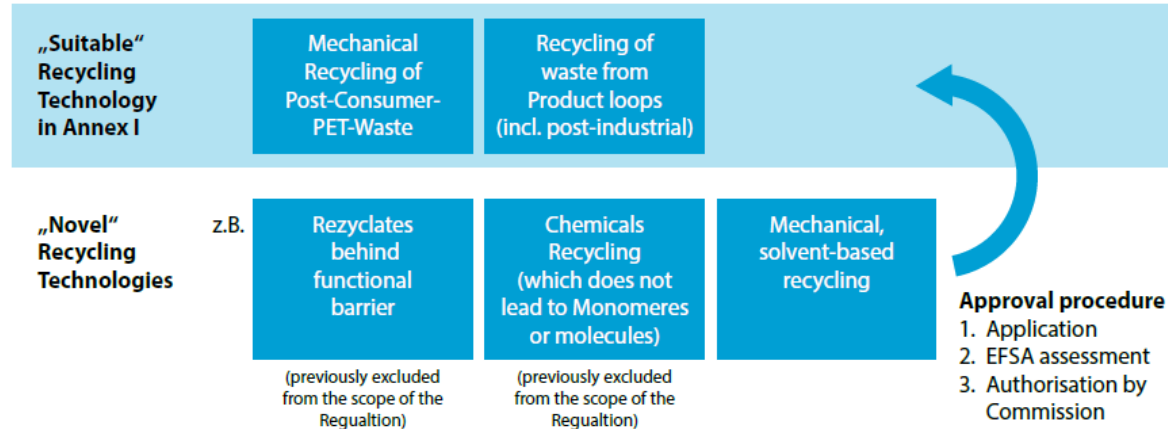 „Suitable“
Recycling
Technology
in Annex I
Mechanical
Recycling of
Post-Consumer-
PET-Waste
Recycling of
waste from
Product loops
(incl. post-industrial)
„Novel“
Recycling
Technologies
z.B.
Rezyclates
behind
functional
barrier
Chemicals
Recycling
(which does not
lead to Monomeres
or molecules)
Mechanical,
solvent-based
recycling
(previously excluded
from the scope of the
Regualtion)
(previously excluded
from the scope of the
Regualtion)
Approval procedure
1. Application
2. EFSA assessment
3. Authorisation by
Commission